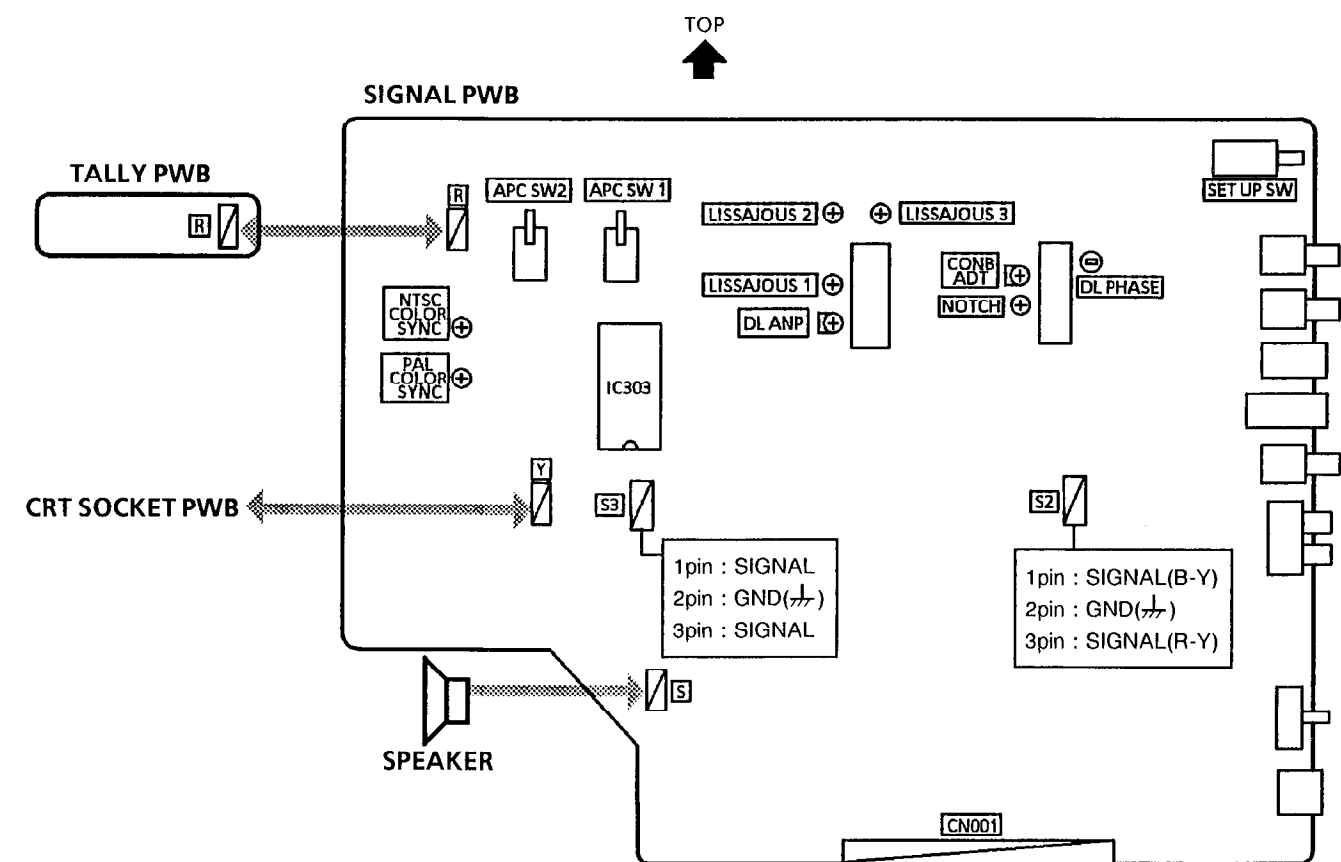 TOP
SIGNAL PWB
TALLY PWB
R
R
APC SW2
APC SW 1
LISSAJOUS 2
LISSAJOUS 3
SET UP SW
LISSAJOUS 1
DL ANP
CONB
ADT
NOTCH
DL PHASE
NTSC
COLOR
SYNC
PAL
COLOR
SYNC
IC303
Y
CRT SOCKET PWB
S3
S2
1pin : SIGNAL
2pin : GND( )
3pin : SIGNAL
1pin : SIGNAL(B-Y)
2pin : GND( )
3pin : SIGNAL(R-Y)
S
SPEAKER
CN001